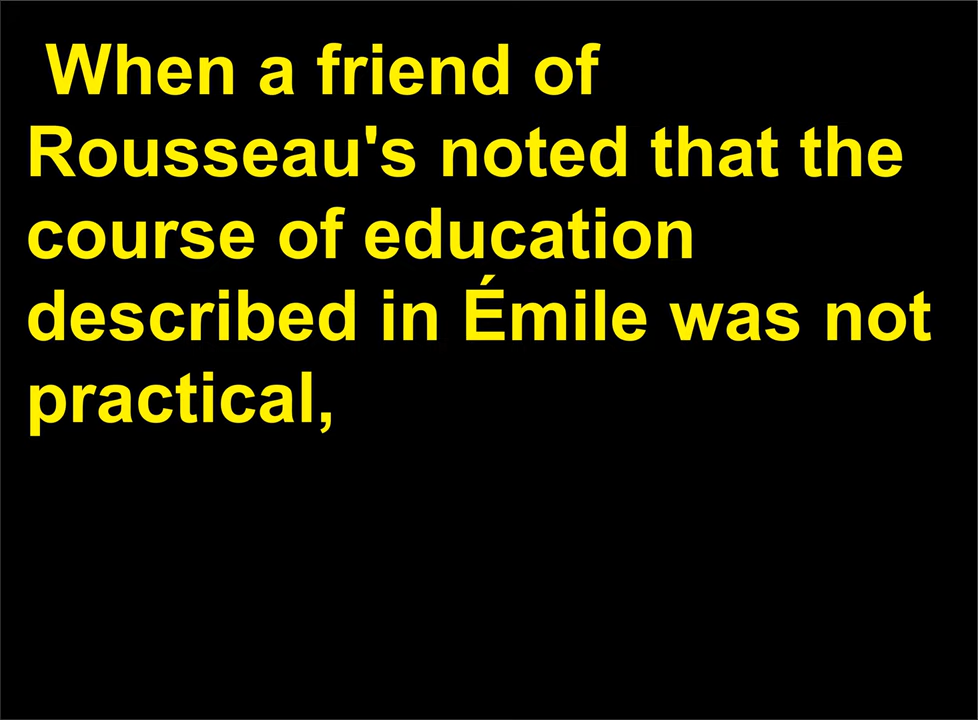 When a friend of
Rousseau's noted that the
course of education
described in Émile was not
practical,